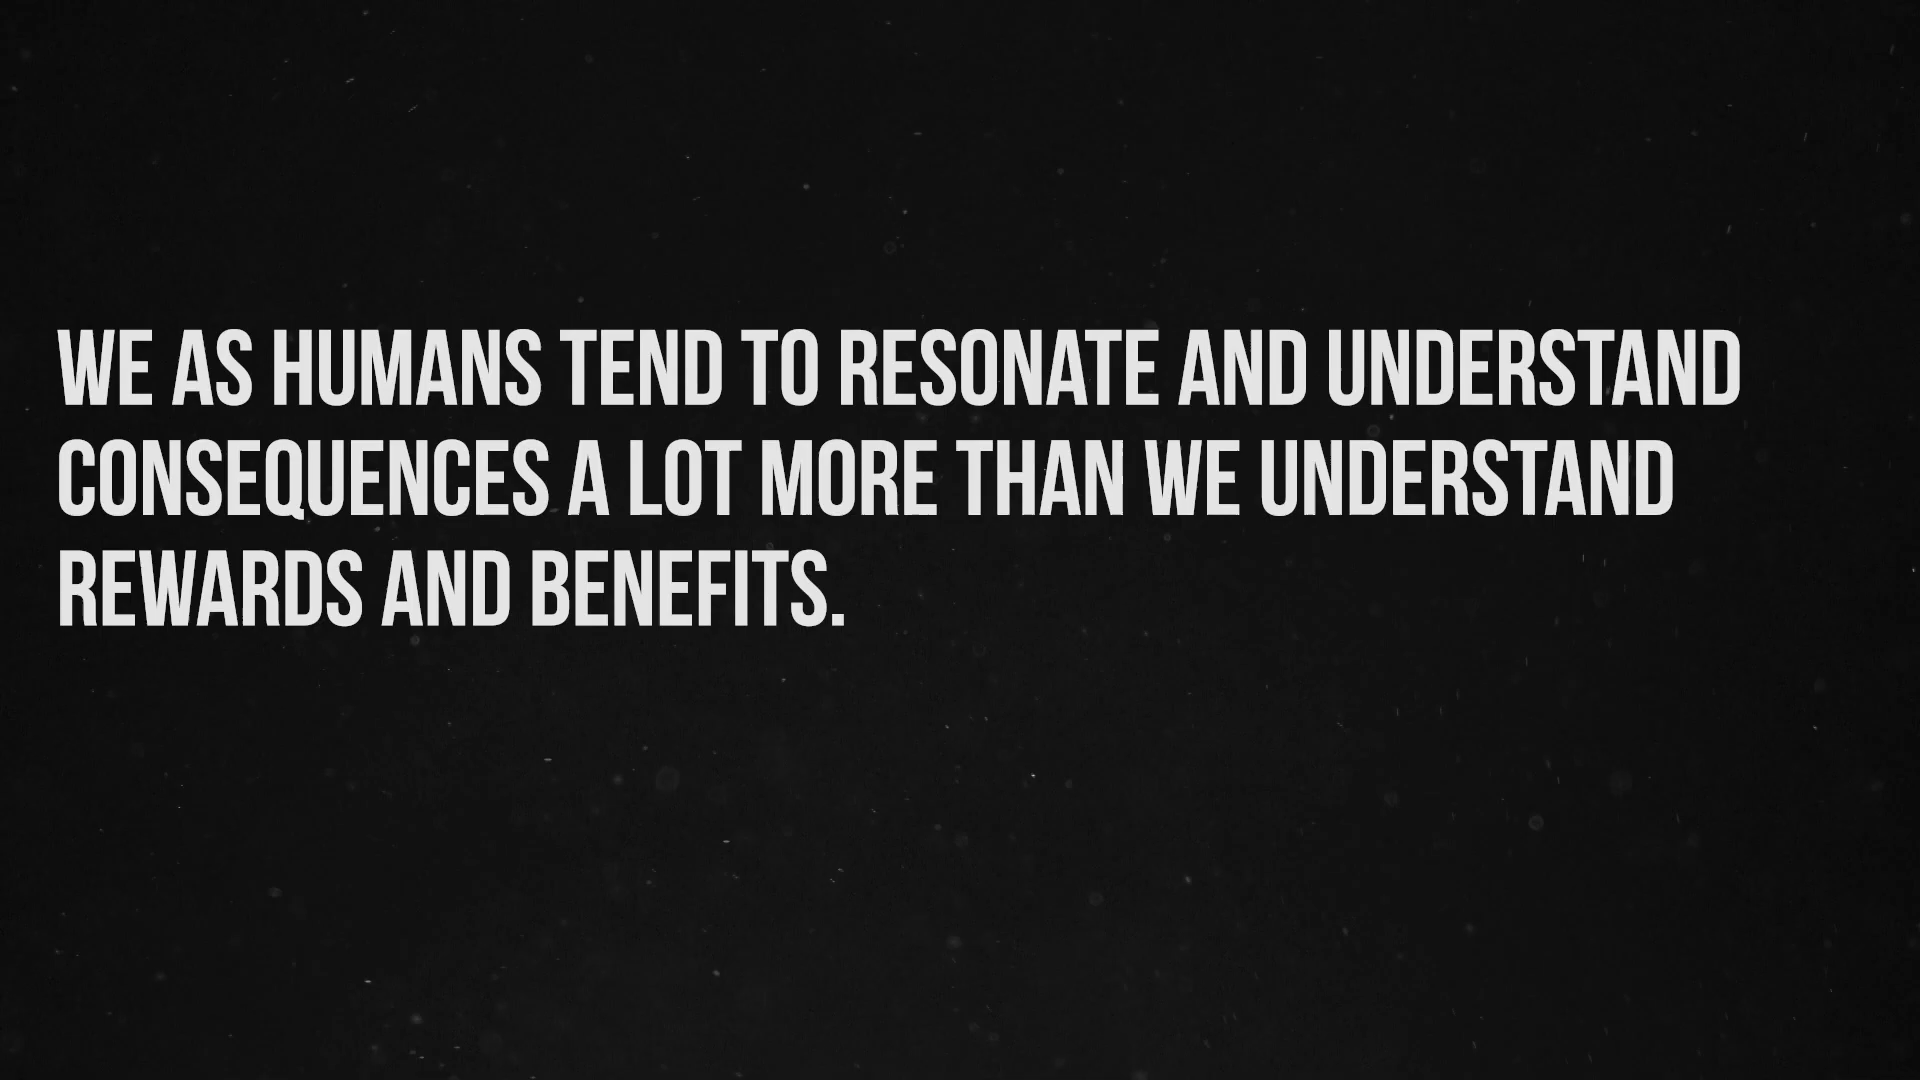 WE AS HUMANS TEND TO RESONATE AND UNDERSTAND
CONSEQUENCES A LOT MORE THAN WE UNDERSTAND
REWARDS AND BENEFITS.